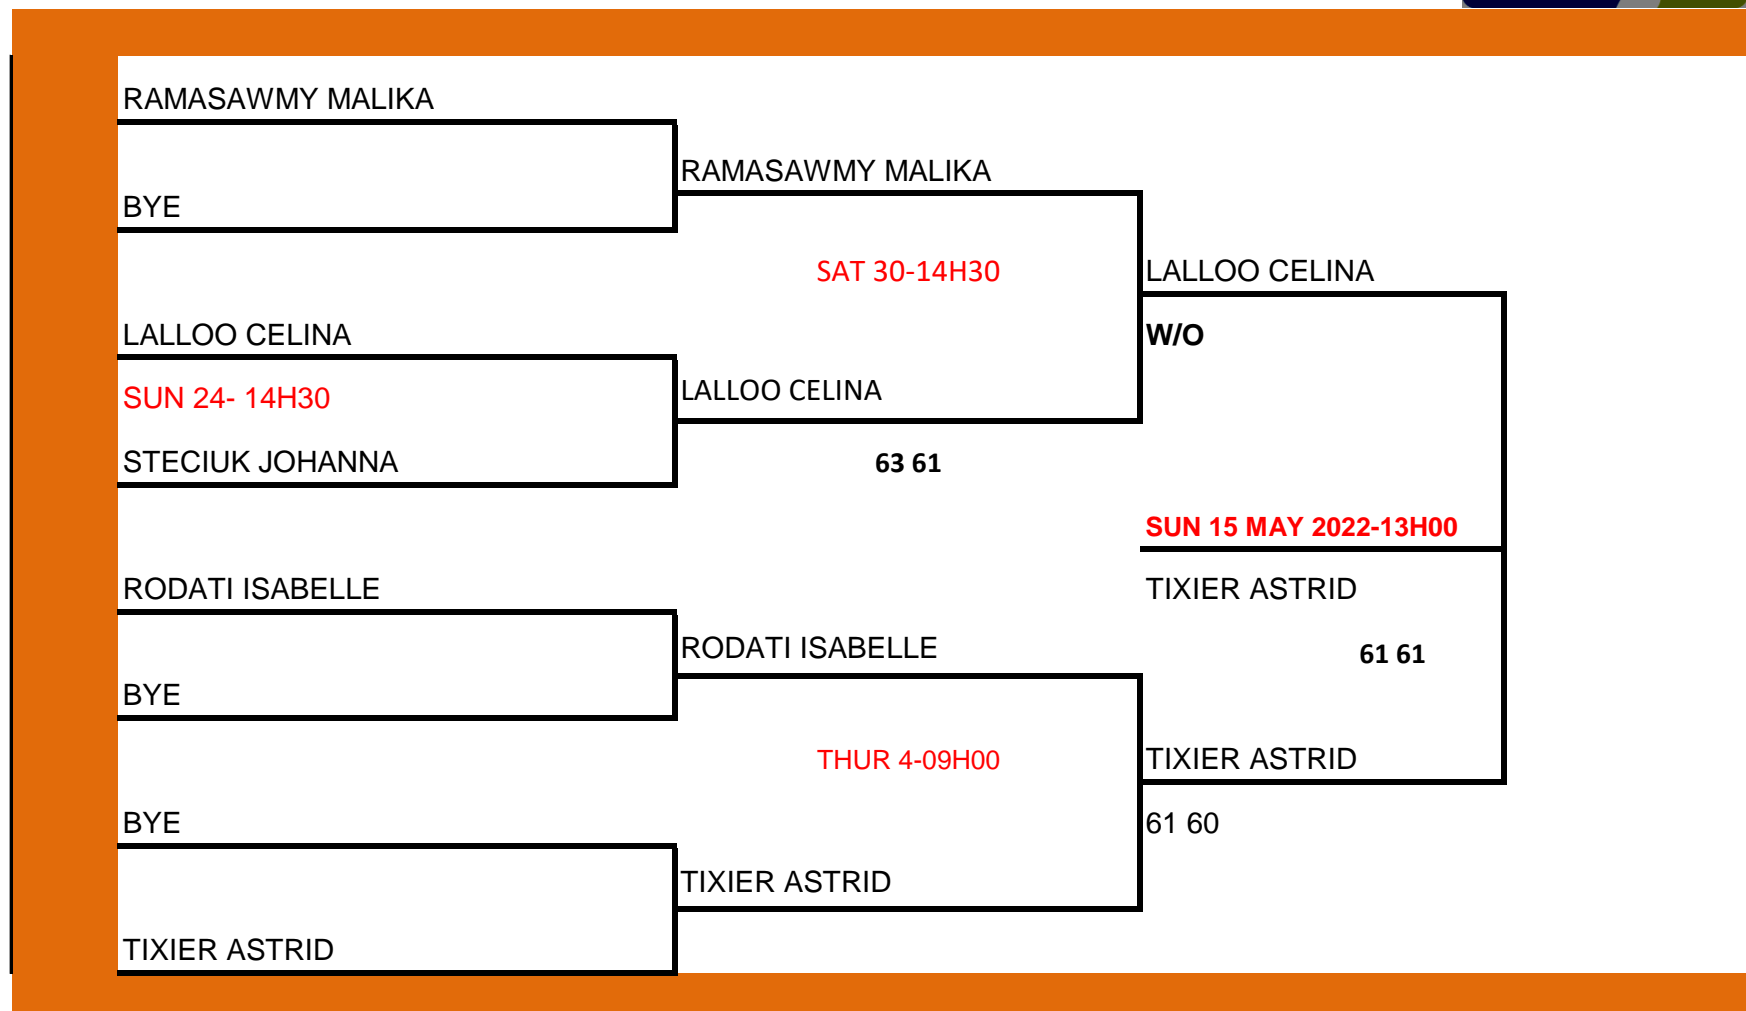 RAMASAWMY MALIKA
RAMASAWMY MALIKA
BYE
SAT 30-14H30
LALLOO CELINA
LALLOO CELINA
W/O
SUN 24- 14H30
LALLOO CELINA
STECIUK JOHANNA
63 61
SUN 15 MAY 2022-13H00
RODATI ISABELLE
TIXIER ASTRID
RODATI ISABELLE
61 61
BYE
THUR 4-09H00
TIXIER ASTRID
BYE
61 60
TIXIER ASTRID
TIXIER ASTRID